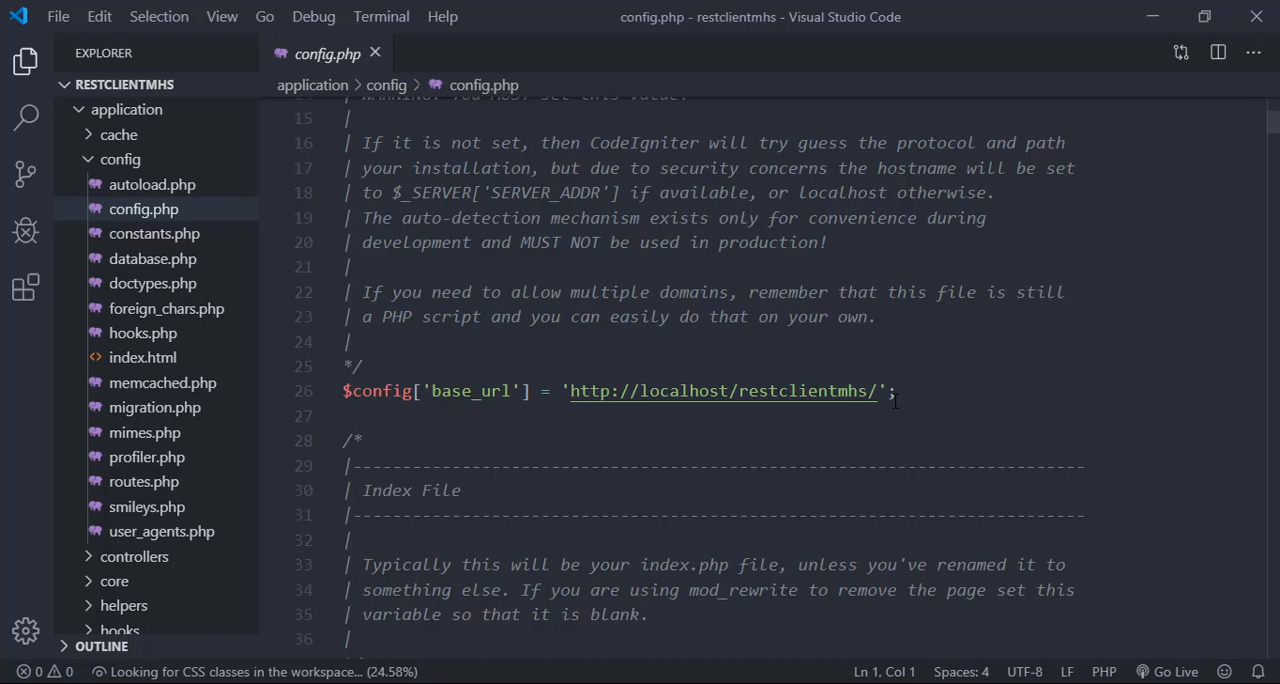 File Edit Selection View Go Debug Terminal Help config.php - restclientmhs - Visual Studio Code
EXPLORER
RESTCLIENTMHS
application
cache
config
autoload.php
config.php
constants.php
database.php
doctypes.php
foreign_chars.php
hooks.php
index.html
memcached.php
migration.php
mimes.php
profiler.php
routes.php
smileys.php
user_agents.php
controllers
core
helpers
hooks
OUTLINE
config.php
application > config > config.php
15 |
16 | If it is not set, then CodeIgniter will try guess the protocol and path
17 | your installation, but due to security concerns the hostname will be set
18 | to $_SERVER['SERVER_ADDR'] if available, or localhost otherwise.
19 | The auto-detection mechanism exists only for convenience during
20 | development and MUST NOT be used in production!
21 |
22 | If you need to allow multiple domains, remember that this file is still
23 | a PHP script and you can easily do that on your own.
24 |
25 */
26 $config['base_url'] = 'http://localhost/restclientmhs/';
27
28 /*
29 |--------------------------------------------------------------------------
30 | Index File
31 |--------------------------------------------------------------------------
32 |
33 | Typically this will be your index.php file, unless you've renamed it to
34 | something else. If you are using mod_rewrite to remove the page set this
35 | variable so that it is blank.
36 |
0 0 Looking for CSS classes in the workspace... (24.58%) Ln 1, Col 1 Spaces: 4 UTF-8 LF PHP Go Live